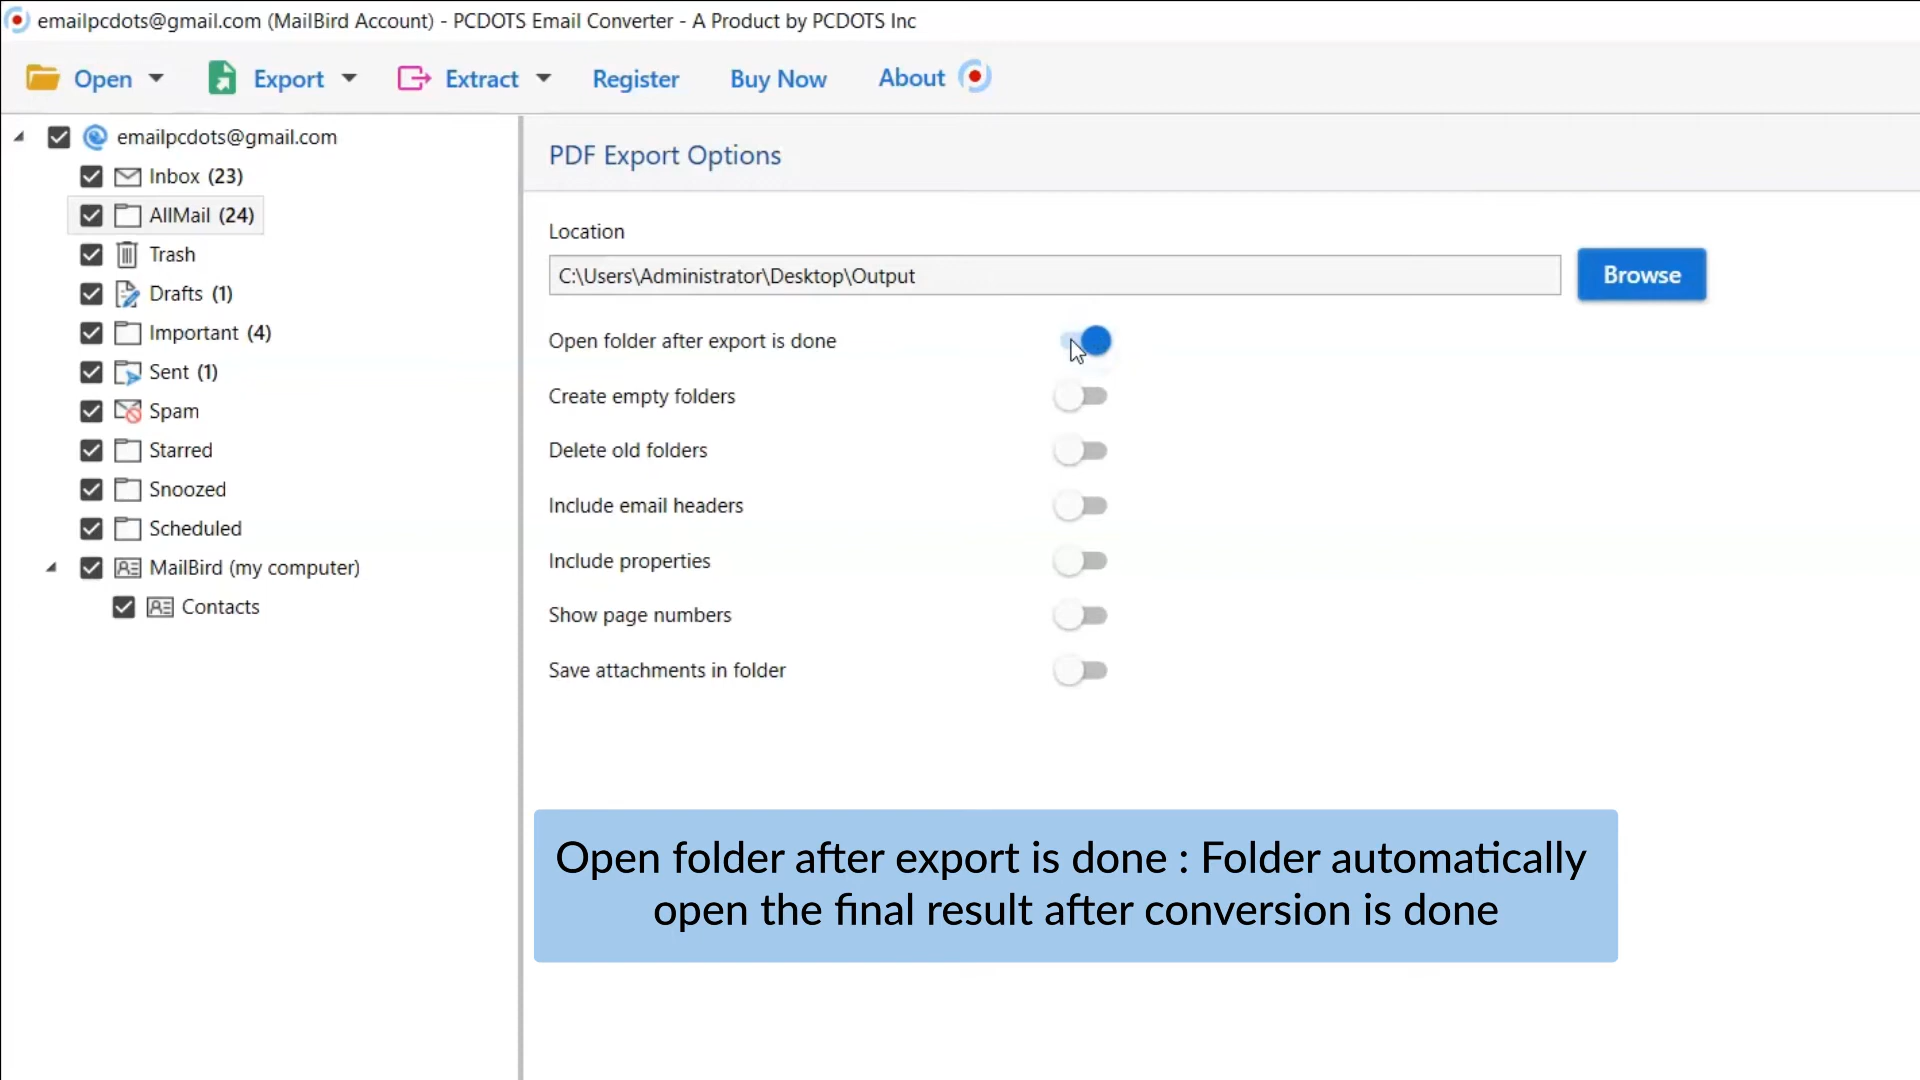 emailpcdots@gmail.com (MailBird Account) - PCDOTS Email Converter - A Product by PCDOTS Inc
Open Export Extract Register Buy Now About
emailpcdots@gmail.com
Inbox (23)
AllMail (24)
Trash
Drafts (1)
Important (4)
Sent (1)
Spam
Starred
Snoozed
Scheduled
MailBird (my computer)
Contacts
PDF Export Options
Location
C:\Users\Administrator\Desktop\Output
Browse
Open folder after export is done
Create empty folders
Delete old folders
Include email headers
Include properties
Show page numbers
Save attachments in folder
Open folder after export is done : Folder automatically
open the final result after conversion is done